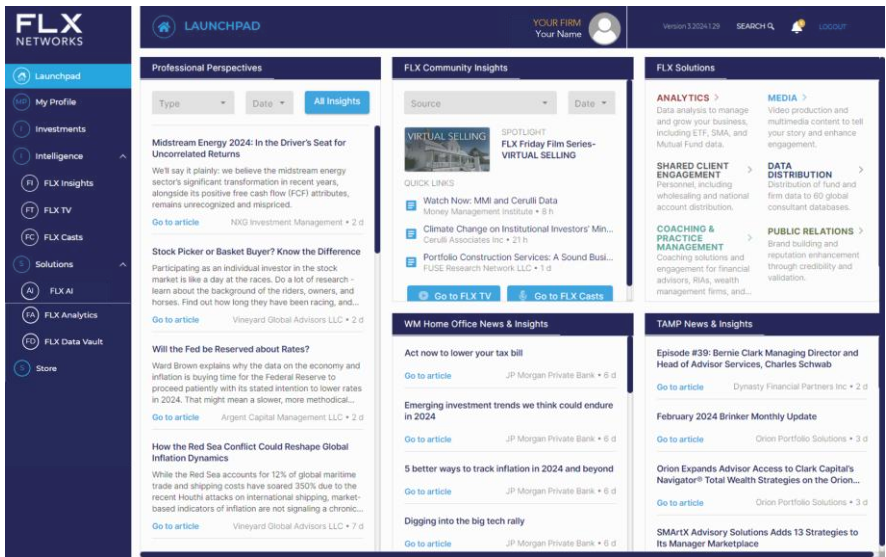 FLX
NETWORKS
Launchpad
MP
My Profile
I
Investments
I
Intelligence
FI
FLX Insights
FT
FLX TV
FC
FLX Casts
S
Solutions
AI
FLX AI
FA
FLX Analytics
FD
FLX Data Vault
S
Store
LAUNCHPAD
YOUR FIRM
Your Name
Version 3.2024.1.29
SEARCH
LOGOUT
Professional Perspectives
Type
Date
All Insights
Midstream Energy 2024: In the Driver's Seat for
Uncorrelated Returns
We'll say it plainly: we believe the midstream energy
sector's significant transformation in recent years,
alongside its positive free cash flow (FCF) attributes,
remains unrecognized and mispriced.
Go to article
NXG Investment Management • 2 d
Stock Picker or Basket Buyer? Know the Difference
Participating as an individual investor in the stock
market is like a day at the races. Do a lot of research -
learn about the background of the riders, owners, and
horses. Find out how long they have been racing, and...
Go to article
Vineyard Global Advisors LLC • 2 d
Will the Fed be Reserved about Rates?
Ward Brown explains why the data on the economy and
inflation is buying time for the Federal Reserve to
proceed patiently with its stated intention to lower rates
in 2024. That might mean a slower, more methodical...
Go to article
Argent Capital Management LLC • 2 d
How the Red Sea Conflict Could Reshape Global
Inflation Dynamics
While the Red Sea accounts for 12% of global maritime
trade and shipping costs have soared 350% due to the
recent Houthi attacks on international shipping, market-
based indicators of inflation are not signaling a chronic...
Go to article
Vineyard Global Advisors LLC • 7 d
FLX Community Insights
Source
Date
VIRTUAL SELLING
SPOTLIGHT
FLX Friday Film Series-
VIRTUAL SELLING
QUICK LINKS
Watch Now: MMI and Cerulli Data
Money Management Institute • 8 h
Climate Change on Institutional Investors' Min...
Cerulli Associates Inc • 21 h
Portfolio Construction Services: A Sound Busi...
FUSE Research Network LLC • 1 d
Go to FLX TV
Go to FLX Casts
FLX Solutions
ANALYTICS >
Data analysis to manage
and grow your business,
including ETF, SMA, and
Mutual Fund data.
MEDIA >
Video production and
multimedia content to tell
your story and enhance
engagement.
SHARED CLIENT
ENGAGEMENT >
Personnel, including
wholesaling and national
account distribution.
DATA
DISTRIBUTION >
Distribution of fund and
firm data to 60 global
consultant databases.
COACHING &
PRACTICE
MANAGEMENT >
Coaching solutions and
engagement for financial
advisors, RIAs, wealth
management firms, and...
PUBLIC RELATIONS >
Brand building and
reputation enhancement
through credibility and
validation.
WM Home Office News & Insights
Act now to lower your tax bill
Go to article
JP Morgan Private Bank • 6 d
Emerging investment trends we think could endure
in 2024
Go to article
JP Morgan Private Bank • 6 d
5 better ways to track inflation in 2024 and beyond
Go to article
JP Morgan Private Bank • 6 d
Digging into the big tech rally
Go to article
JP Morgan Private Bank • 6 d
TAMP News & Insights
Episode #39: Bernie Clark Managing Director and
Head of Advisor Services, Charles Schwab
Go to article
Dynasty Financial Partners Inc • 2 d
February 2024 Brinker Monthly Update
Go to article
Orion Portfolio Solutions • 3 d
Orion Expands Advisor Access to Clark Capital's
Navigator® Total Wealth Strategies on the Orion...
Go to article
Orion Portfolio Solutions • 3 d
SMArtX Advisory Solutions Adds 13 Strategies to
Its Manager Marketplace